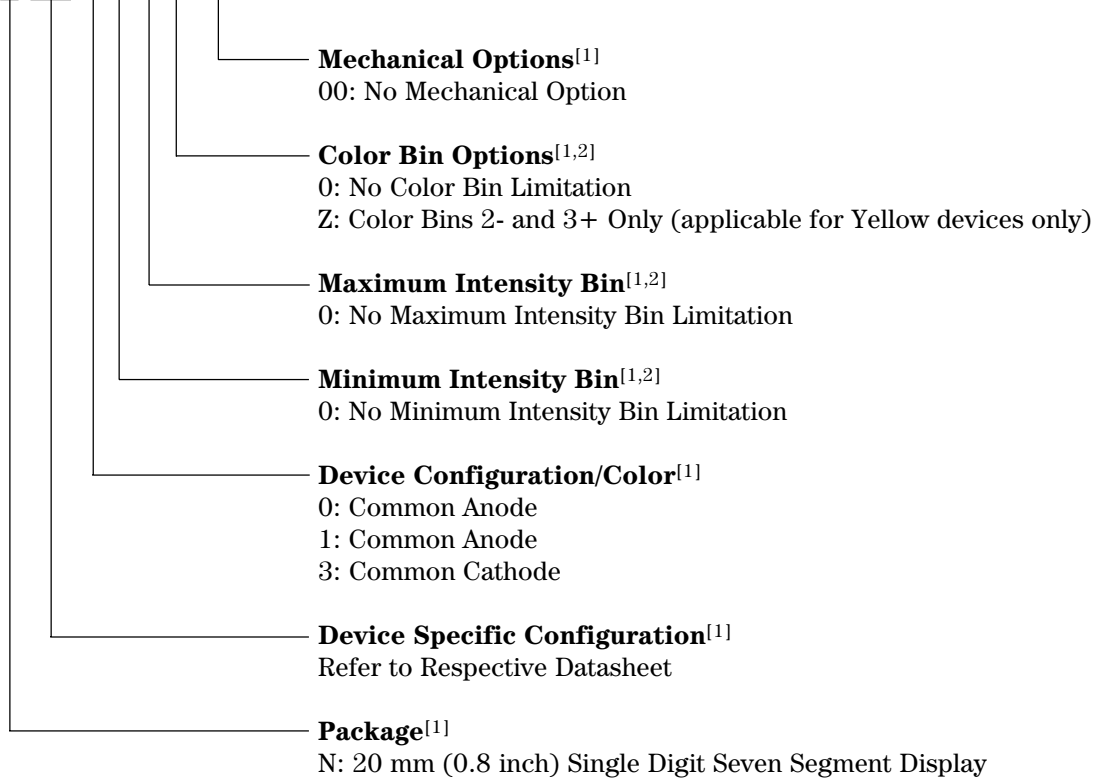 Mechanical Options[1]
00: No Mechanical Option
Color Bin Options[1,2]
0: No Color Bin Limitation
Z: Color Bins 2- and 3+ Only (applicable for Yellow devices only)
Maximum Intensity Bin[1,2]
0: No Maximum Intensity Bin Limitation
Minimum Intensity Bin[1,2]
0: No Minimum Intensity Bin Limitation
Device Configuration/Color[1]
0: Common Anode
1: Common Anode
3: Common Cathode
Device Specific Configuration[1]
Refer to Respective Datasheet
Package[1]
N: 20 mm (0.8 inch) Single Digit Seven Segment Display